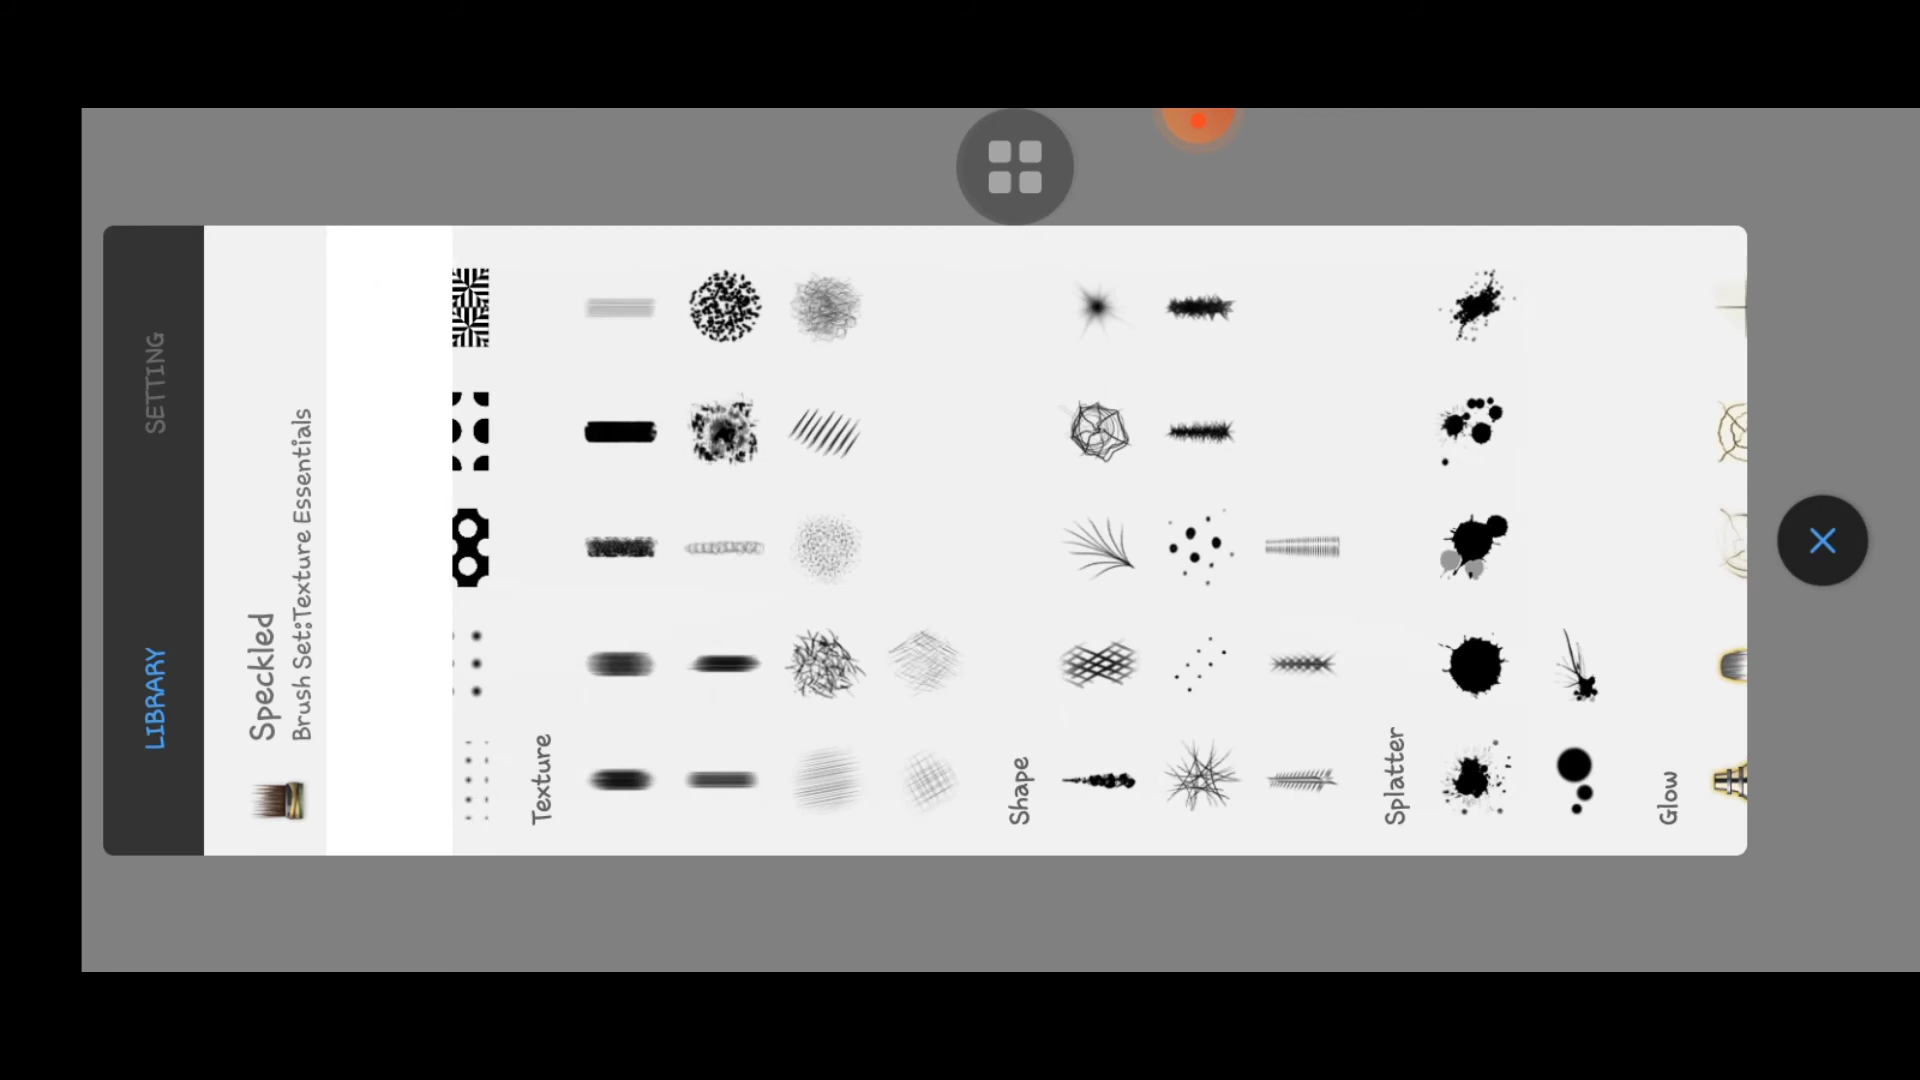 LIBRARY
SETTING
Speckled
Brush Set:Texture Essentials
Texture
Shape
Splatter
Glow